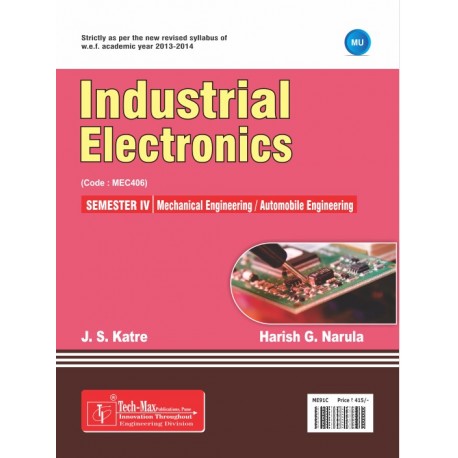 Strictly as per the new revised syllabus of
w.e.f. academic year 2013-2014
MU
Industrial
Electronics
(Code : MEC406)
SEMESTER IV Mechanical Engineering / Automobile Engineering
J. S. Katre
Harish G. Narula
Tech-Max Publications, Pune
Innovation Throughout
Engineering Division
ME91C Price ₹ 415/-